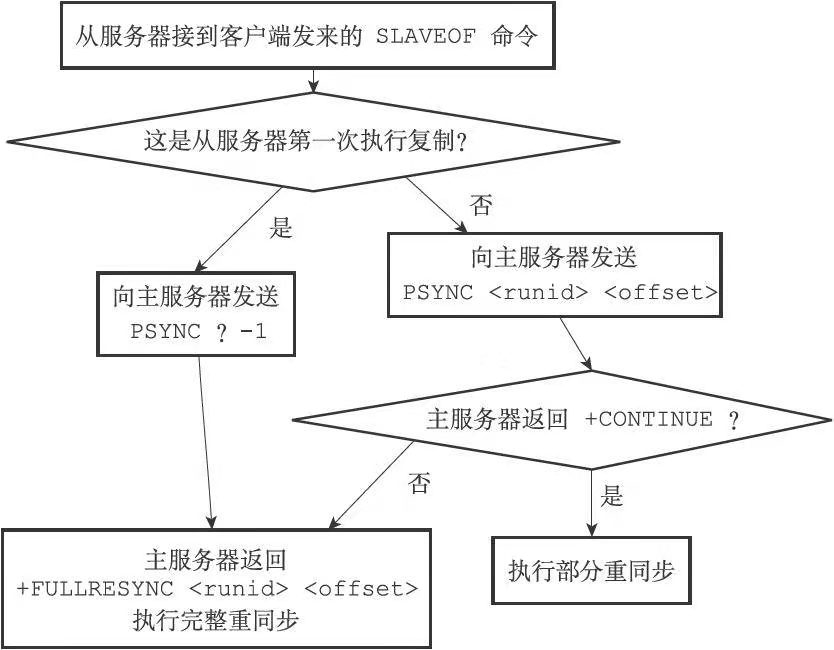 从服务器接到客户端发来的 SLAVEOF 命令
这是从服务器第一次执行复制?
是
否
向主服务器发送
PSYNC ? -1
向主服务器发送
PSYNC <runid> <offset>
主服务器返回 +CONTINUE ?
否
是
主服务器返回
+FULLRESYNC <runid> <offset>
执行完整重同步
执行部分重同步